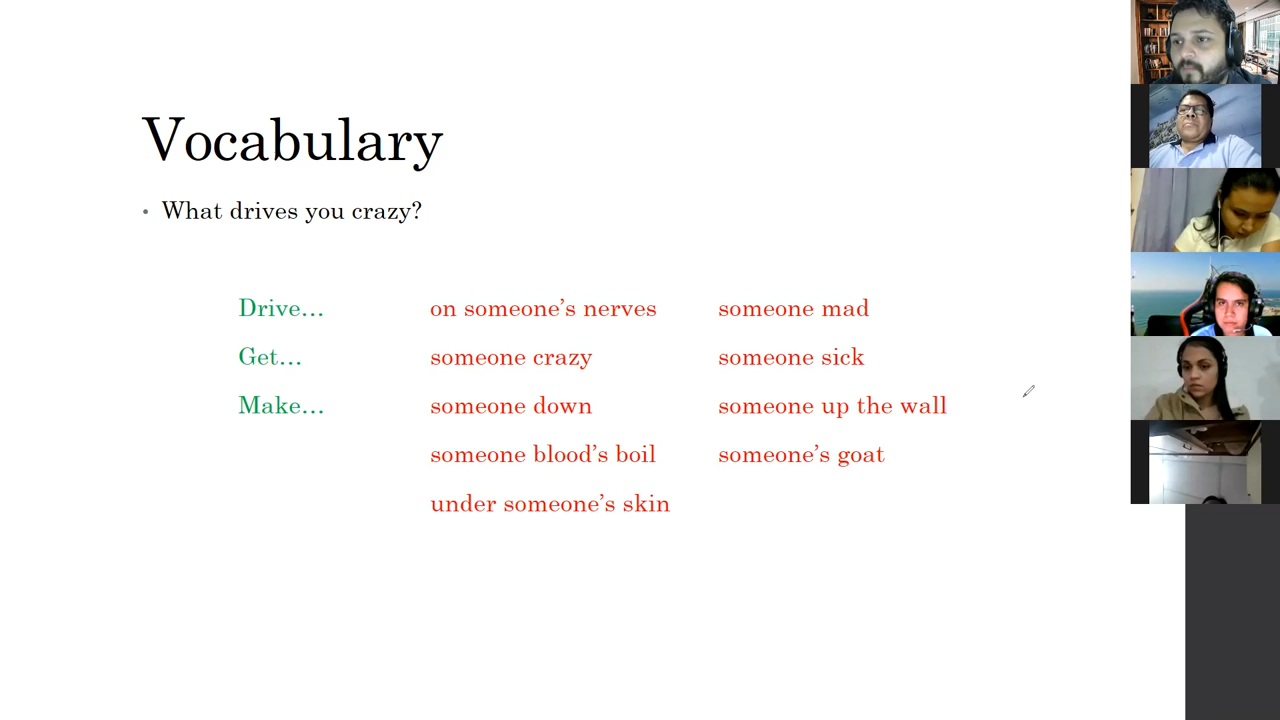 Vocabulary
• What drives you crazy?
Drive… on someone’s nerves someone mad
Get… someone crazy someone sick
Make… someone down someone up the wall
someone blood’s boil someone’s goat
under someone’s skin